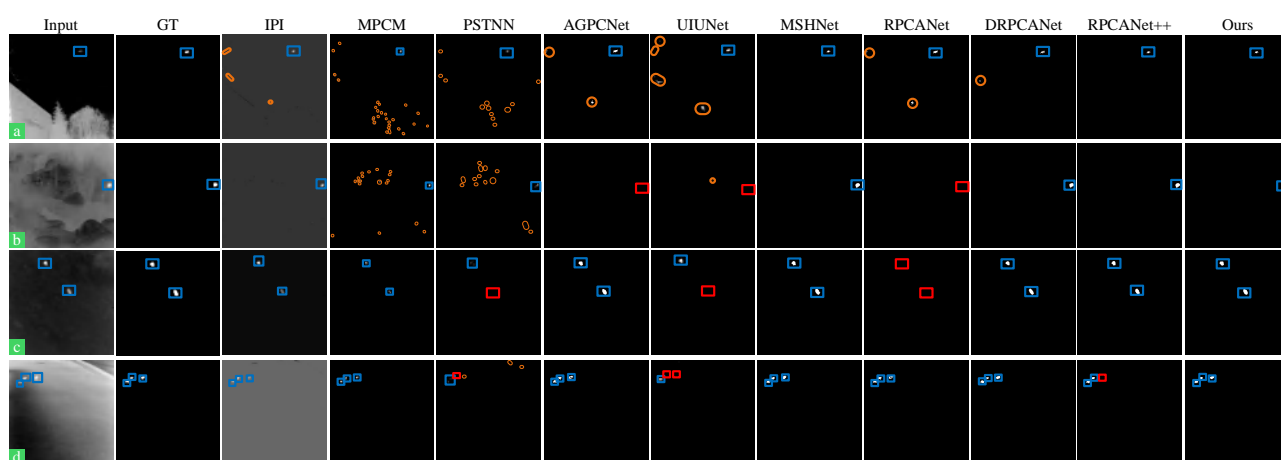 Input GT IPI MPCM PSTNN AGPCNet UIUNet MSHNet RPCANet DRPCANet RPCANet++ Ours
a
b
c
d